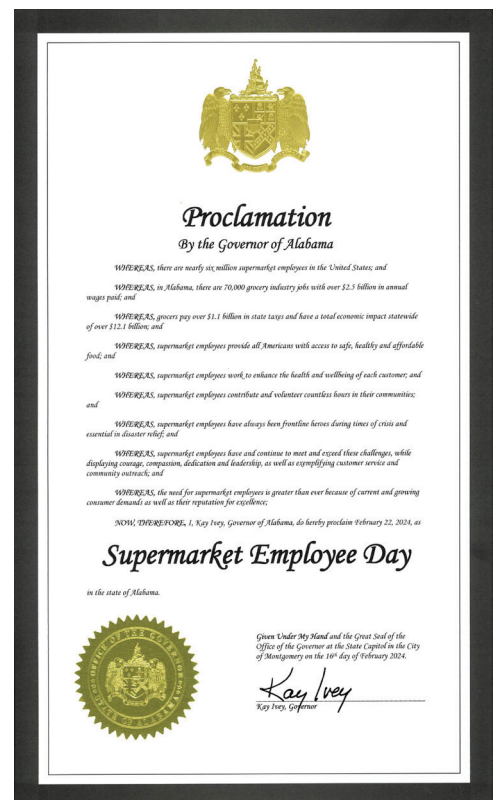 Proclamation
By the Governor of Alabama
WHEREAS, there are nearly six million supermarket employees in the United States; and
WHEREAS, in Alabama, there are 70,000 grocery industry jobs with over $2.5 billion in annual
wages paid; and
WHEREAS, grocers pay over $1.1 billion in state taxes and have a total economic impact statewide
of over $12.1 billion; and
WHEREAS, supermarket employees provide all Americans with access to safe, healthy and affordable
food; and
WHEREAS, supermarket employees work to enhance the health and wellbeing of each customer; and
WHEREAS, supermarket employees contribute and volunteer countless hours in their communities;
and
WHEREAS, supermarket employees have always been frontline heroes during times of crisis and
essential in disaster relief; and
WHEREAS, supermarket employees have and continue to meet and exceed these challenges, while
displaying courage, compassion, dedication and leadership, as well as exemplifying customer service and
community outreach; and
WHEREAS, the need for supermarket employees is greater than ever because of current and growing
consumer demands as well as their reputation for excellence;
NOW, THEREFORE, I, Kay Ivey, Governor of Alabama, do hereby proclaim February 22, 2024, as
Supermarket Employee Day
in the state of Alabama.
OFFICE OF THE GOVERNOR
STATE OF ALABAMA
Given Under My Hand and the Great Seal of the
Office of the Governor at the State Capitol in the City
of Montgomery on the 16th day of February 2024.
Kay Ivey
Kay Ivey, Governor